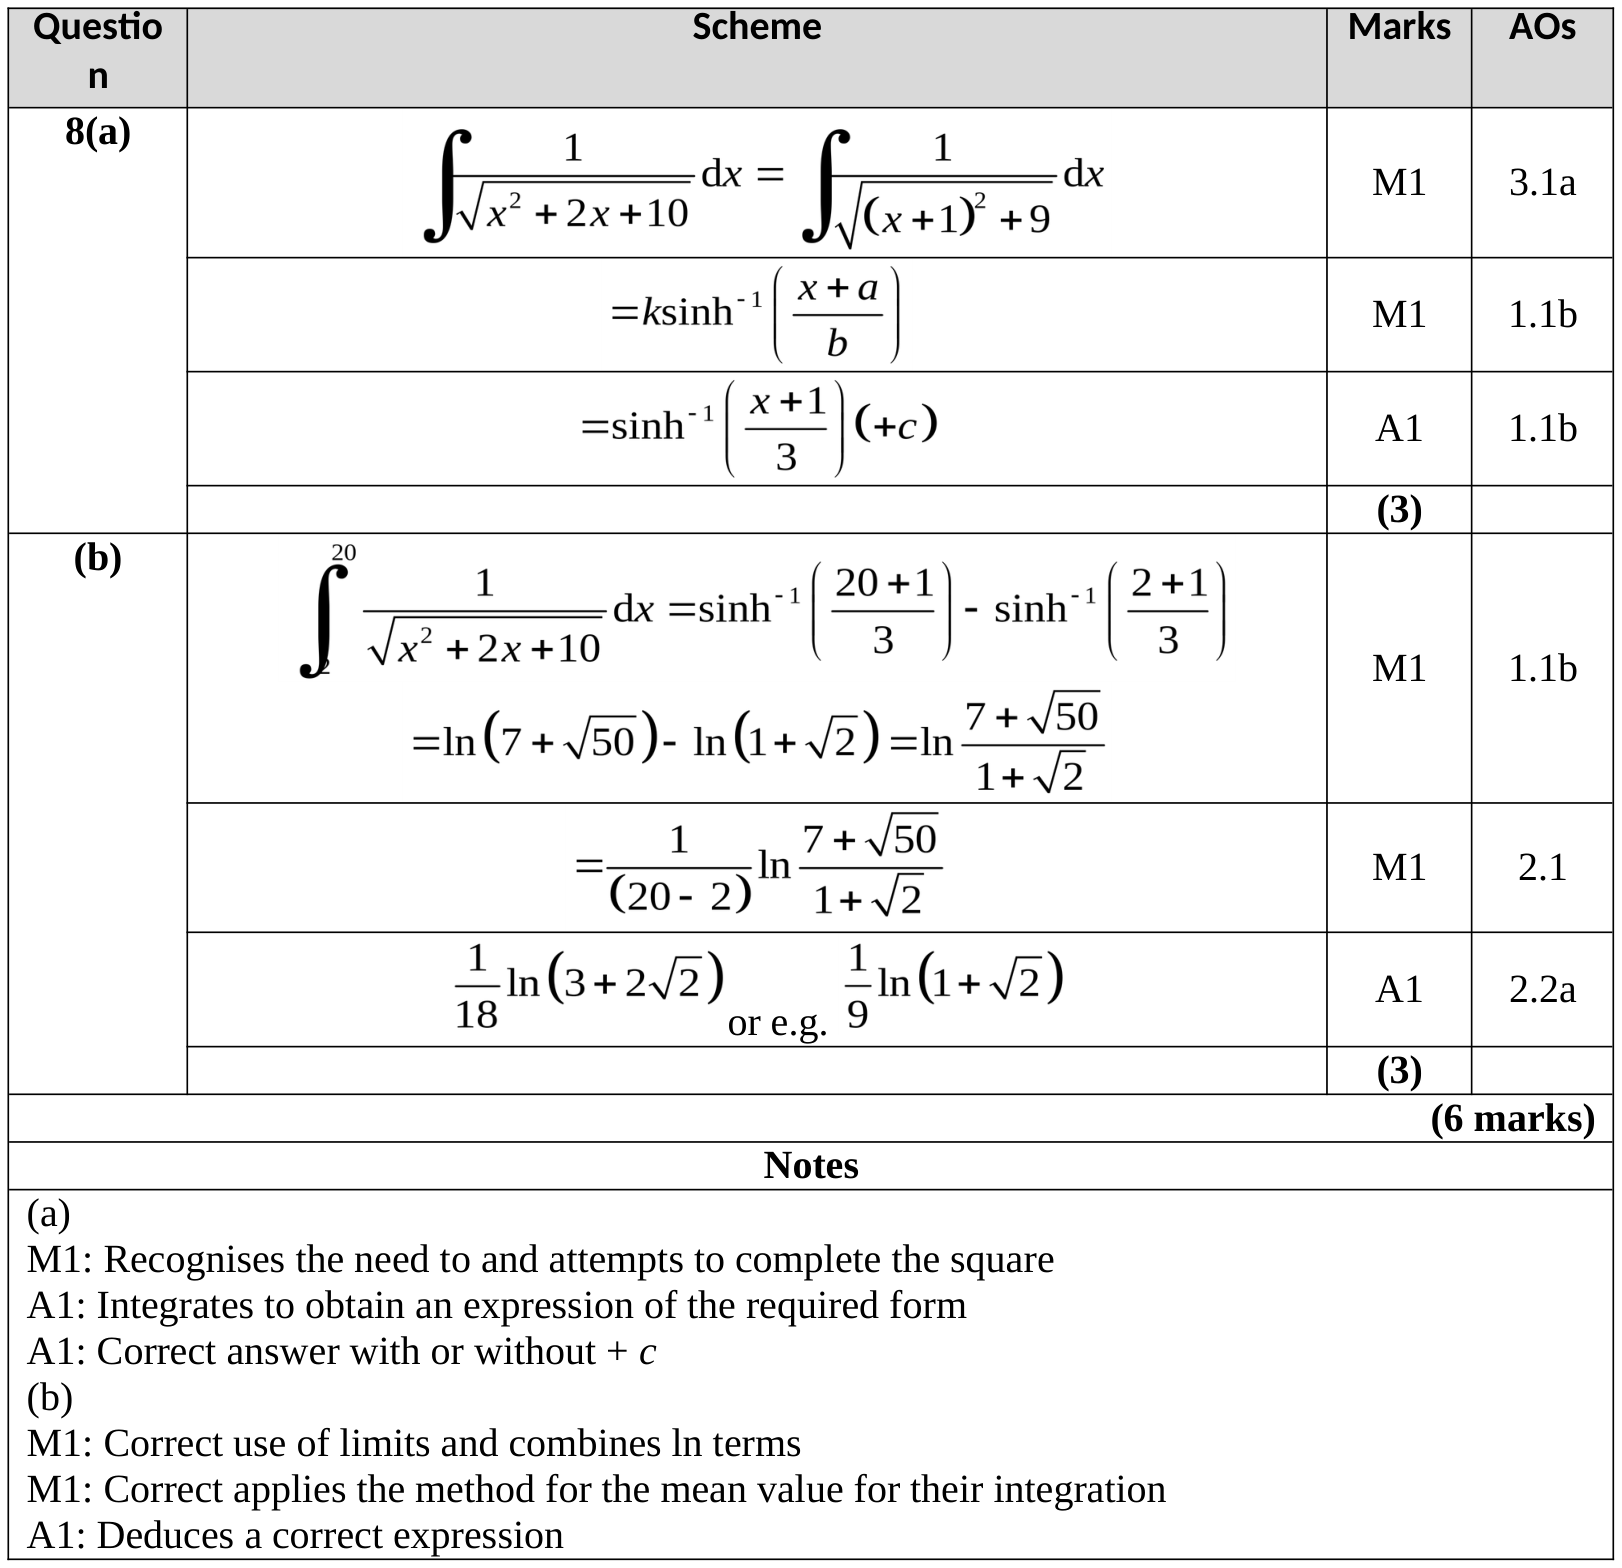 Questio
n
Scheme
Marks
AOs
8(a)
∫ 1/√(x² + 2x + 10) dx = ∫ 1/√((x + 1)² + 9) dx
M1
3.1a
= k sinh⁻¹((x + a)/b)
M1
1.1b
= sinh⁻¹((x + 1)/3) (+c)
A1
1.1b
(3)
(b)
∫₂²⁰ 1/√(x² + 2x + 10) dx = sinh⁻¹((20 + 1)/3) - sinh⁻¹((2 + 1)/3)
= ln(7 + √50) - ln(1 + √2) = ln (7 + √50)/(1 + √2)
M1
1.1b
= 1/(20 - 2) ln (7 + √50)/(1 + √2)
M1
2.1
1/18 ln(3 + 2√2) or e.g. 1/9 ln(1 + √2)
A1
2.2a
(3)
(6 marks)
Notes
(a)
M1: Recognises the need to and attempts to complete the square
A1: Integrates to obtain an expression of the required form
A1: Correct answer with or without + c
(b)
M1: Correct use of limits and combines ln terms
M1: Correct applies the method for the mean value for their integration
A1: Deduces a correct expression